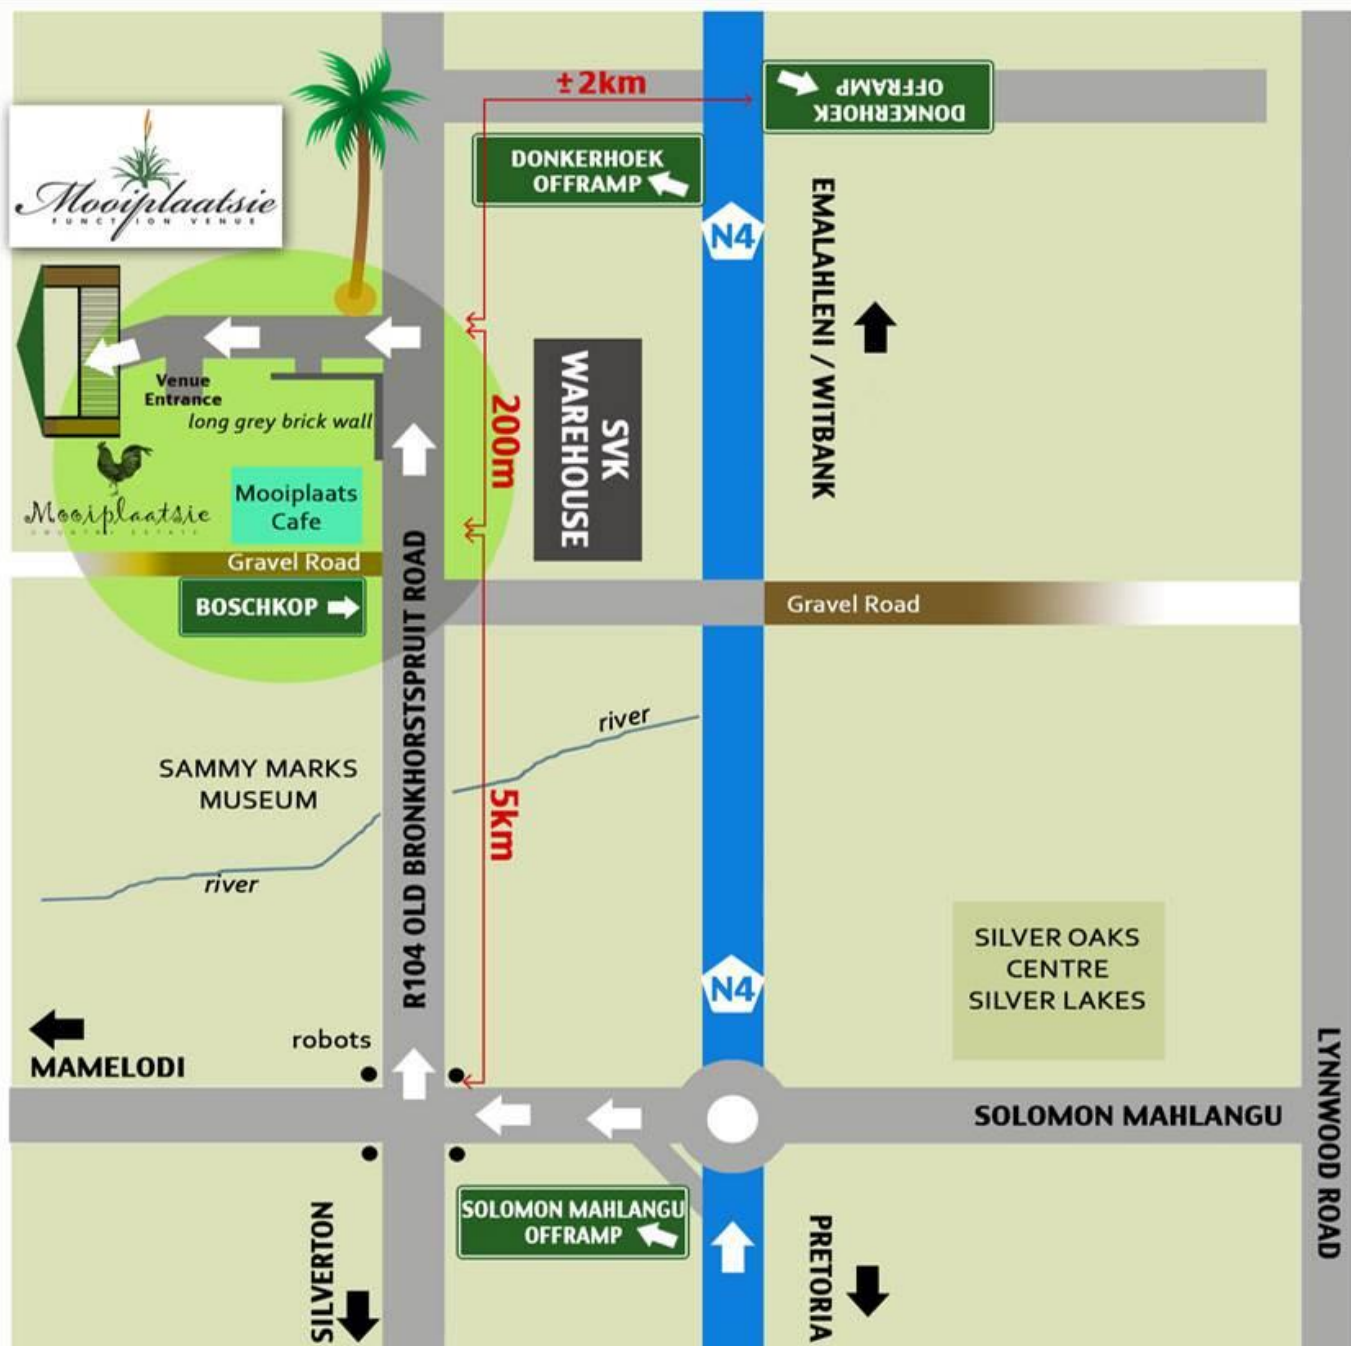 ±2km
DONKERHOEK
OFFRAMP
DONKERHOEK
OFFRAMP
Mooiplaatsie
FUNCTION VENUE
N4
EMALAHLENI / WITBANK
Venue
Entrance
long grey brick wall
200m
SVK
WAREHOUSE
Mooiplaatsie
COUNTRY ESTATE
Mooiplaats
Cafe
Gravel Road
BOSCHKOP
Gravel Road
R104 OLD BRONKHORSTSPRUIT ROAD
river
SAMMY MARKS
MUSEUM
river
5km
SILVER OAKS
CENTRE
SILVER LAKES
N4
robots
MAMELODI
SOLOMON MAHLANGU
LYNNWOOD ROAD
SOLOMON MAHLANGU
OFFRAMP
SILVERTON
PRETORIA